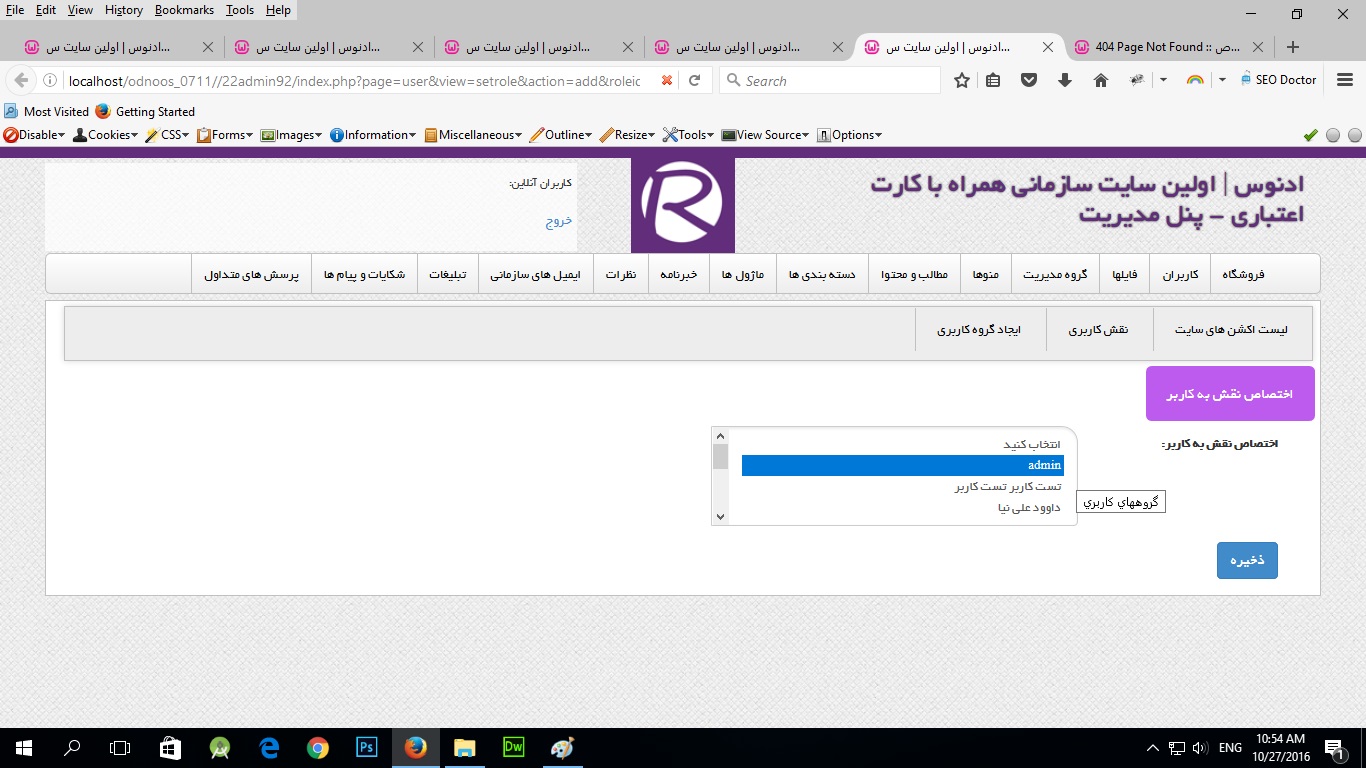 File Edit View History Bookmarks Tools Help
ادنوس | اولین سایت س...
ادنوس | اولین سایت س...
ادنوس | اولین سایت س...
ادنوس | اولین سایت س...
ادنوس | اولین سایت س...
404 Page Not Found :: ص...
localhost/odnoos_0711//22admin92/index.php?page=user&view=setrole&action=add&roleid
Search
SEO Doctor
Most Visited Getting Started
Disable Cookies CSS Forms Images Information Miscellaneous Outline Resize Tools View Source Options
ادنوس | اولین سایت سازمانی همراه با کارت
اعتباری - پنل مدیریت
R
کاربران آنلاین:
خروج
فروشگاه کاربران فایلها گروه مدیریت منوها مطالب و محتوا دسته بندی ها ماژول ها خبرنامه نظرات ایمیل های سازمانی تبلیغات شکایات و پیام ها پرسش های متداول
لیست اکشن های سایت نقش کاربری ایجاد گروه کاربری
اختصاص نقش به کاربر
اختصاص نقش به کاربر:
انتخاب کنید
admin
تست کاربر تست کاربر
داوود علی نیا
گروههاي كاربري
ذخیره
Ps
Dw
ENG
10:54 AM
10/27/2016
1